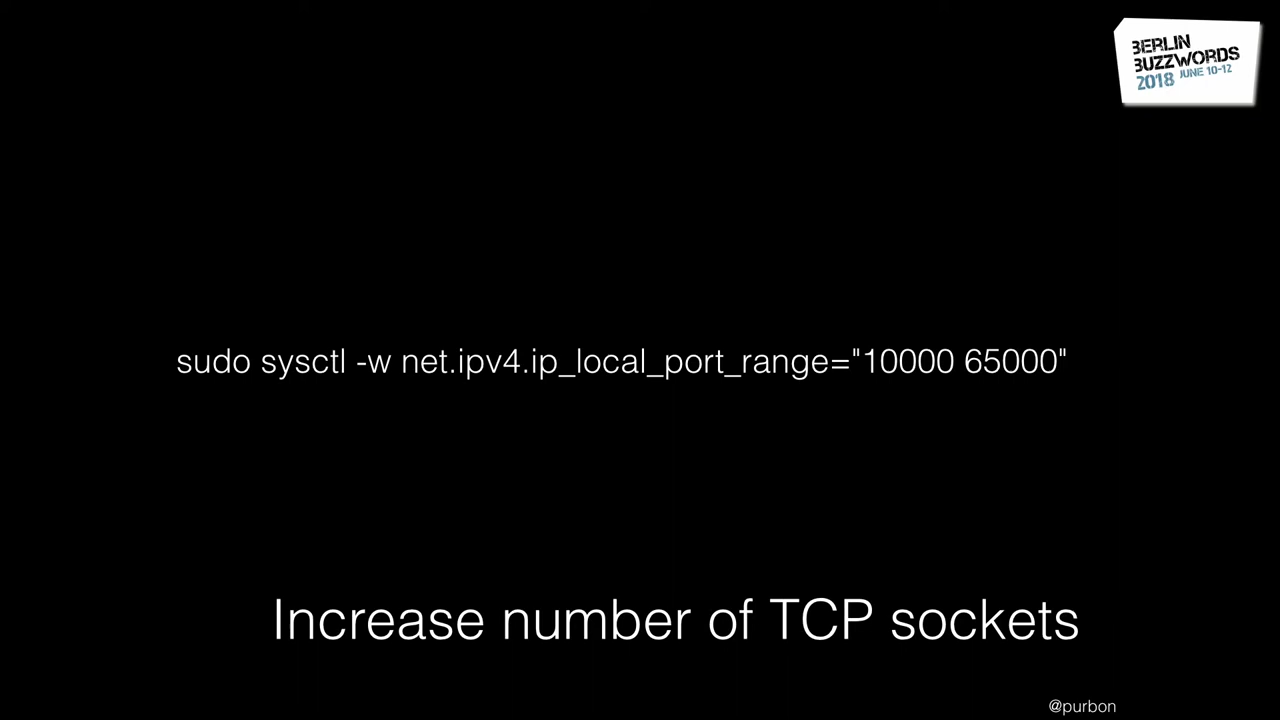 BERLIN
BUZZWORDS
2018 JUNE 10-12
sudo sysctl -w net.ipv4.ip_local_port_range="10000 65000"
Increase number of TCP sockets
@purbon